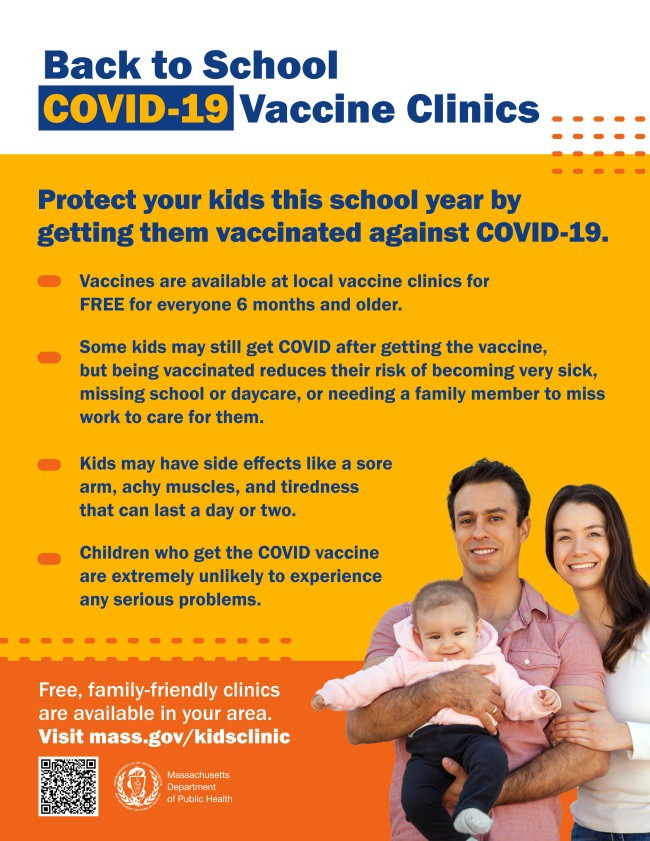 Back to School
COVID-19 Vaccine Clinics
Protect your kids this school year by
getting them vaccinated against COVID-19.
Vaccines are available at local vaccine clinics for
FREE for everyone 6 months and older.
Some kids may still get COVID after getting the vaccine,
but being vaccinated reduces their risk of becoming very sick,
missing school or daycare, or needing a family member to miss
work to care for them.
Kids may have side effects like a sore
arm, achy muscles, and tiredness
that can last a day or two.
Children who get the COVID vaccine
are extremely unlikely to experience
any serious problems.
Free, family-friendly clinics
are available in your area.
Visit mass.gov/kidsclinic
Massachusetts
Department
of Public Health